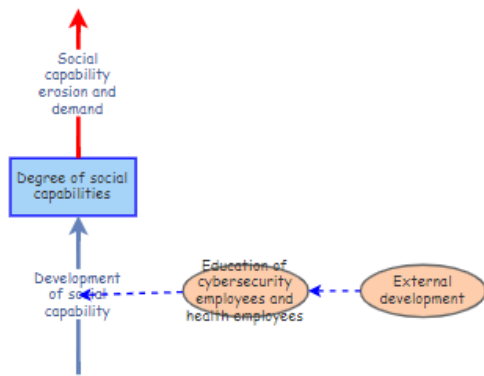 Social
capability
erosion and
demand
Degree of social
capabilities
Development
of social
capability
Education of
cybersecurity
employees and
health employees
External
development